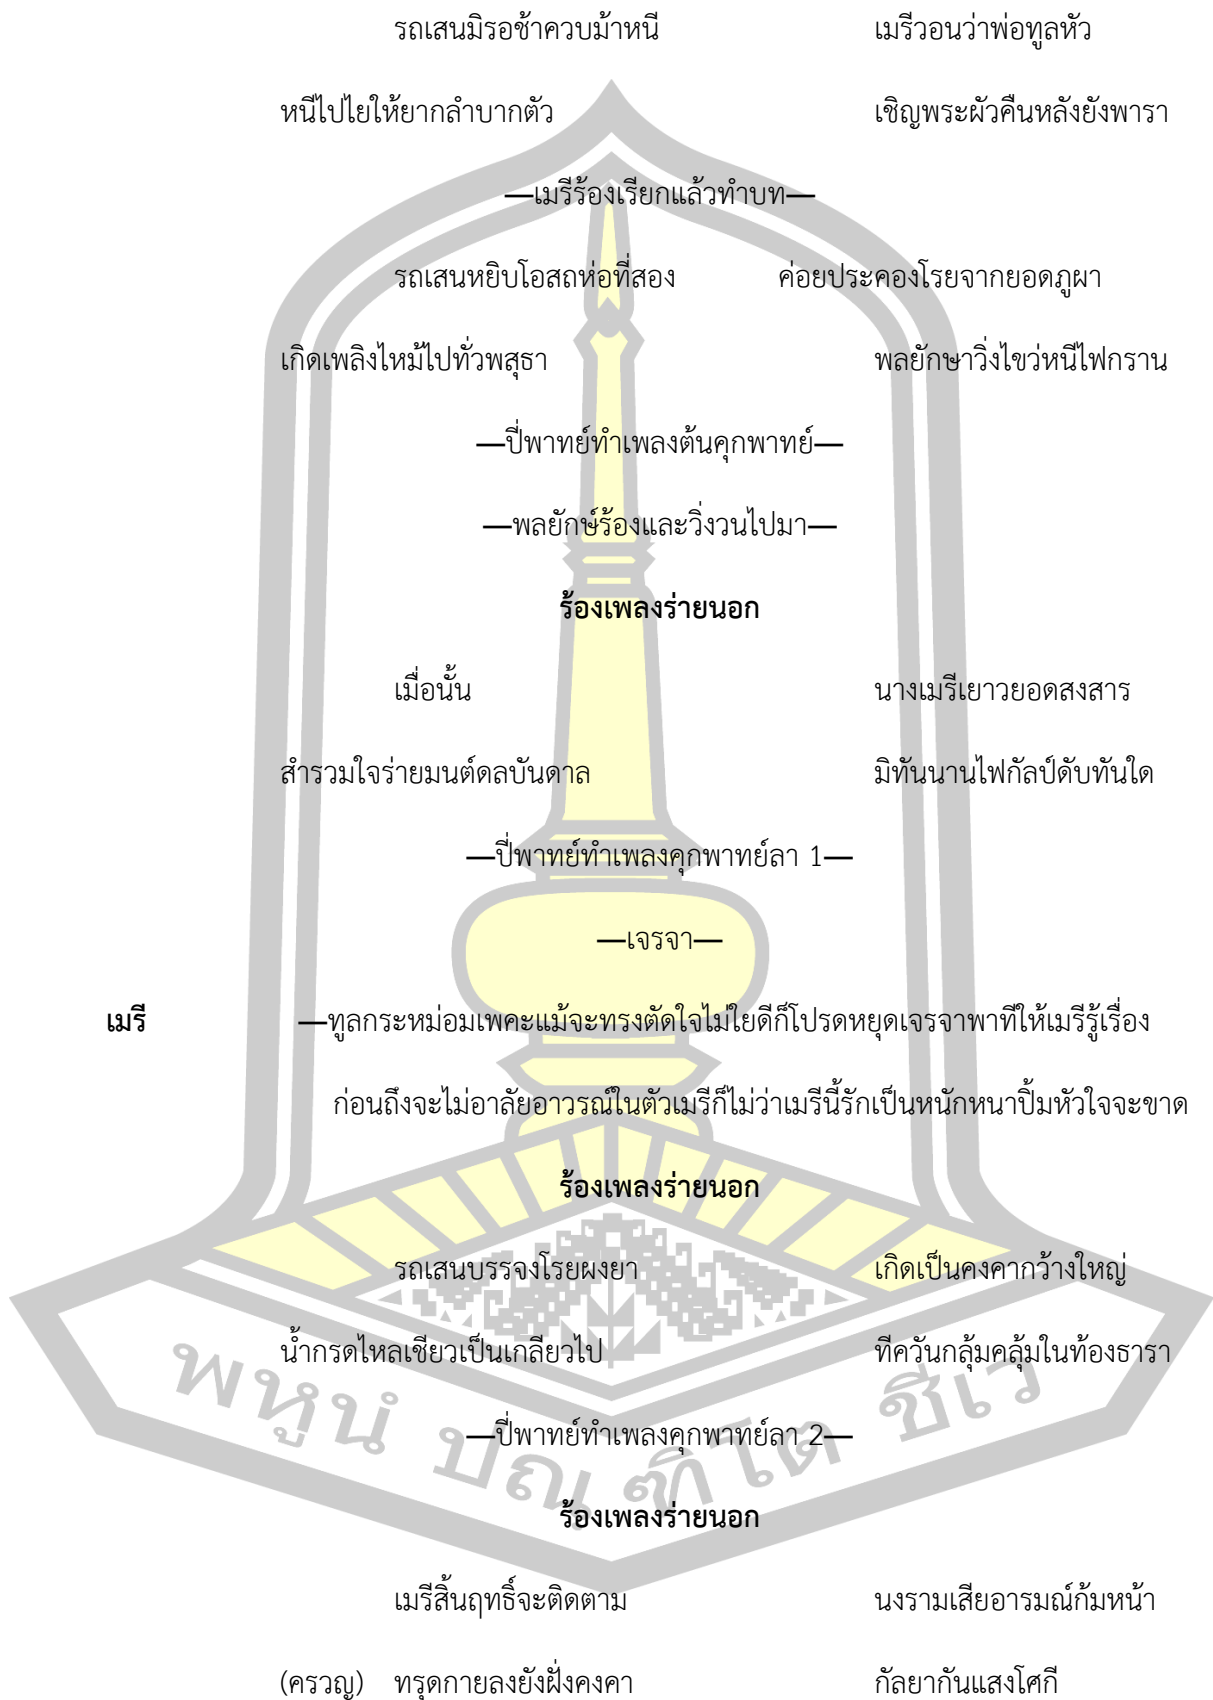 รถเสนมิรอช้าควบม้าหนี เมรีวอนว่าพ่อทูลหัว
หนีไปไยให้ยากลำบากตัว เชิญพระผัวคืนหลังยังพารา
—เมรีร้องเรียกแล้วทำบท—
รถเสนหยิบโอสถห่อที่สอง ค่อยประคองโรยจากยอดภูผา
เกิดเพลิงไหม้ไปทั่วพสุธา พลยักษาวิ่งไขว่หนีไฟกราน
—ปี่พาทย์ทำเพลงต้นคุกพาทย์—
—พลยักษ์ร้องและวิ่งวนไปมา—
ร้องเพลงร่ายนอก
เมื่อนั้น นางเมรีเยาวยอดสงสาร
สำรวมใจร่ายมนต์ดลบันดาล มิทันนานไฟกัลป์ดับทันใด
—ปี่พาทย์ทำเพลงคุกพาทย์ลา 1—
—เจรจา—
เมรี —ทูลกระหม่อมเพคะแม้จะทรงตัดใจไม่ใยดีก็โปรดหยุดเจรจาพาทีให้เมรีรู้เรื่อง
ก่อนถึงจะไม่อาลัยอาวรณ์ในตัวเมรีก็ไม่ว่าเมรีนี้รักเป็นหนักหนาปิ้มหัวใจจะขาด
ร้องเพลงร่ายนอก
รถเสนบรรจงโรยผงยา เกิดเป็นคงคากว้างใหญ่
น้ำกรดไหลเชียวเป็นเกลียวไป ทีควันกลุ้มคลุ้มในท้องธารา
พหูนํ ปณฺฑิโต ชีเว
—ปี่พาทย์ทำเพลงคุกพาทย์ลา 2—
ร้องเพลงร่ายนอก
เมรีสิ้นฤทธิ์จะติดตาม นงรามเสียอารมณ์ก้มหน้า
(ครวญ) ทรุดกายลงยังฝั่งคงคา กัลยากันแสงโศกี